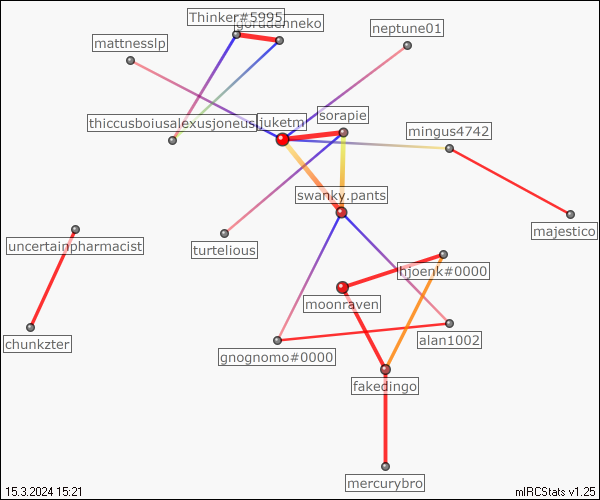 Thinker#5995
mattnesslp
neptune01
thiccusboiusalexusjoneus
juketm
sorapie
mingus4742
swanky.pants
majestico
uncertainpharmacist
turtelious
hjoenk#0000
moonraven
chunkzter
gnognomo#0000
alan1002
fakedingo
mercurybro
15.3.2024 15:21
mIRCStats v1.25